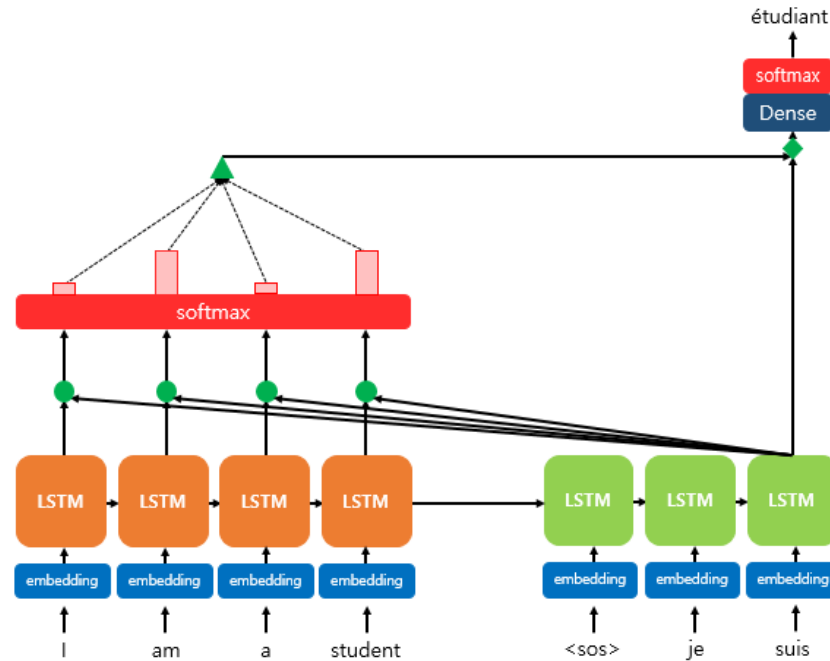 étudiant
softmax
Dense
softmax
LSTM LSTM LSTM LSTM LSTM LSTM LSTM
embedding embedding embedding embedding embedding embedding embedding
I am a student <sos> je suis